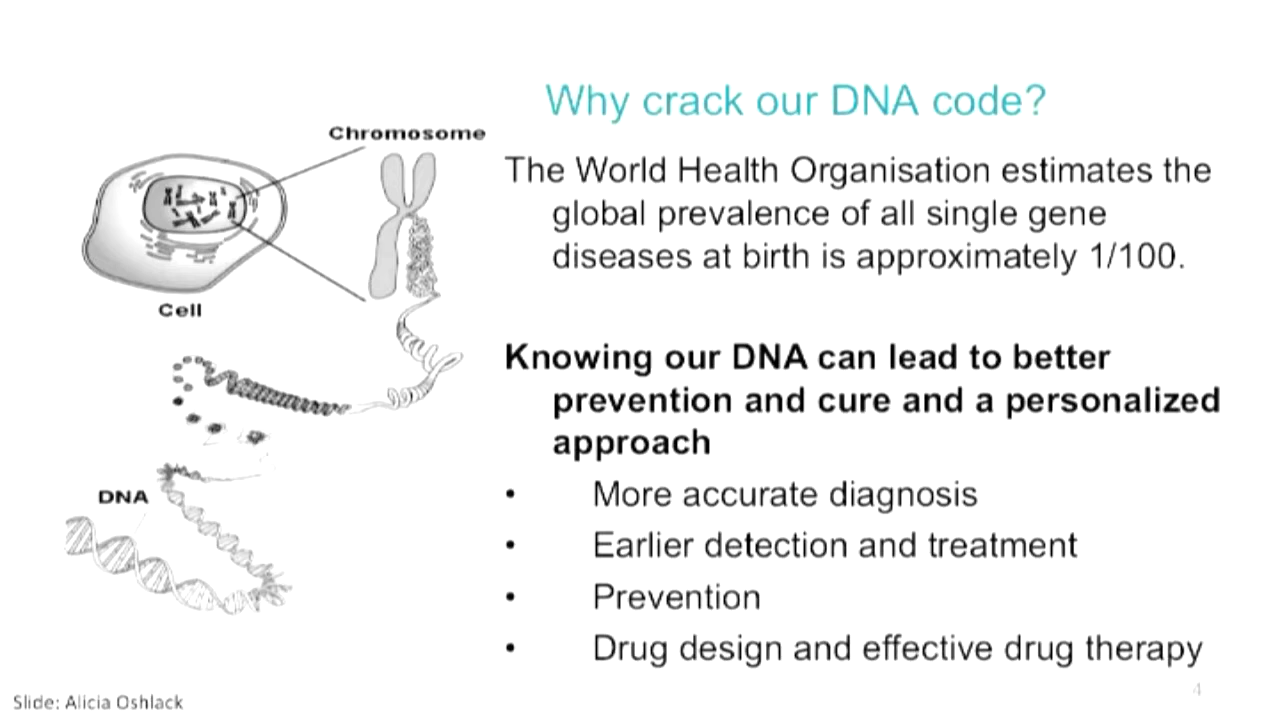 Why crack our DNA code?
Chromosome
The World Health Organisation estimates the
global prevalence of all single gene
diseases at birth is approximately 1/100.
Cell
Knowing our DNA can lead to better
prevention and cure and a personalized
approach
DNA
• More accurate diagnosis
• Earlier detection and treatment
• Prevention
• Drug design and effective drug therapy
4
Slide: Alicia Oshlack